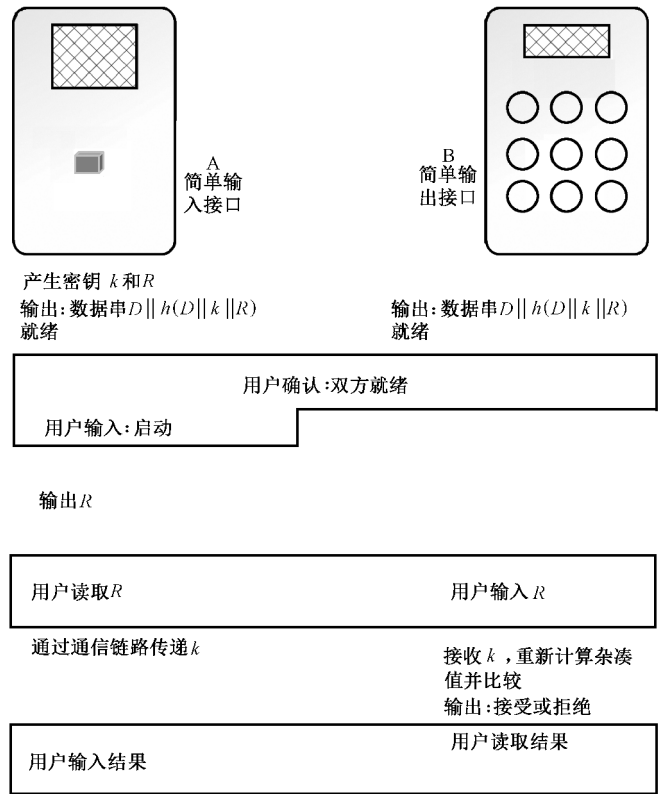 A
简单输
入接口
B
简单输
出接口
产生密钥 k和R
输出:数据串D|| h(D|| k ||R)
就绪
输出:数据串D|| h(D|| k ||R)
就绪
用户确认:双方就绪
用户输入:启动
输出R
用户读取R
用户输入 R
通过通信链路传递k
接收 k ,重新计算杂凑
值并比较
输出:接受或拒绝
用户读取结果
用户输入结果